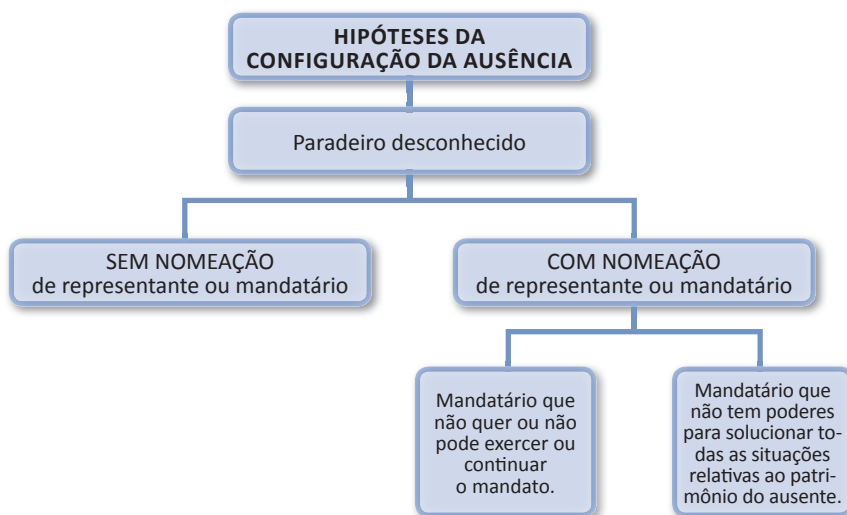 HIPÓTESES DA
CONFIGURAÇÃO DA AUSÊNCIA
Paradeiro desconhecido
SEM NOMEAÇÃO
de representante ou mandatário
COM NOMEAÇÃO
de representante ou mandatário
Mandatário que
não quer ou não
pode exercer ou
continuar
o mandato.
Mandatário que
não tem poderes
para solucionar to-
das as situações
relativas ao patri-
mônio do ausente.